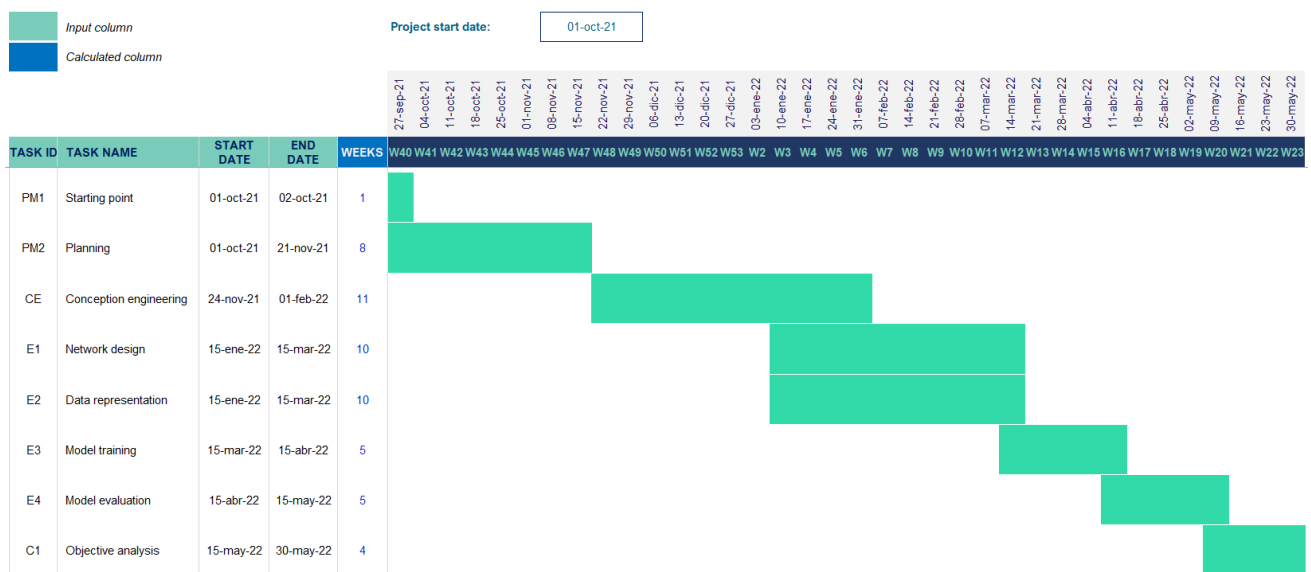 Input column
Project start date: 01-oct-21
Calculated column
27-sep-21 04-oct-21 11-oct-21 18-oct-21 25-oct-21 01-nov-21 08-nov-21 15-nov-21 22-nov-21 29-nov-21 06-dic-21 13-dic-21 20-dic-21 27-dic-21 03-ene-22 10-ene-22 17-ene-22 24-ene-22 31-ene-22 07-feb-22 14-feb-22 21-feb-22 28-feb-22 07-mar-22 14-mar-22 21-mar-22 28-mar-22 04-abr-22 11-abr-22 18-abr-22 25-abr-22 02-may-22 09-may-22 16-may-22 23-may-22 30-may-22
TASK ID TASK NAME START DATE END DATE WEEKS W40 W41 W42 W43 W44 W45 W46 W47 W48 W49 W50 W51 W52 W53 W2 W3 W4 W5 W6 W7 W8 W9 W10 W11 W12 W13 W14 W15 W16 W17 W18 W19 W20 W21 W22 W23
PM1 Starting point 01-oct-21 02-oct-21 1
PM2 Planning 01-oct-21 21-nov-21 8
CE Conception engineering 24-nov-21 01-feb-22 11
E1 Network design 15-ene-22 15-mar-22 10
E2 Data representation 15-ene-22 15-mar-22 10
E3 Model training 15-mar-22 15-abr-22 5
E4 Model evaluation 15-abr-22 15-may-22 5
C1 Objective analysis 15-may-22 30-may-22 4